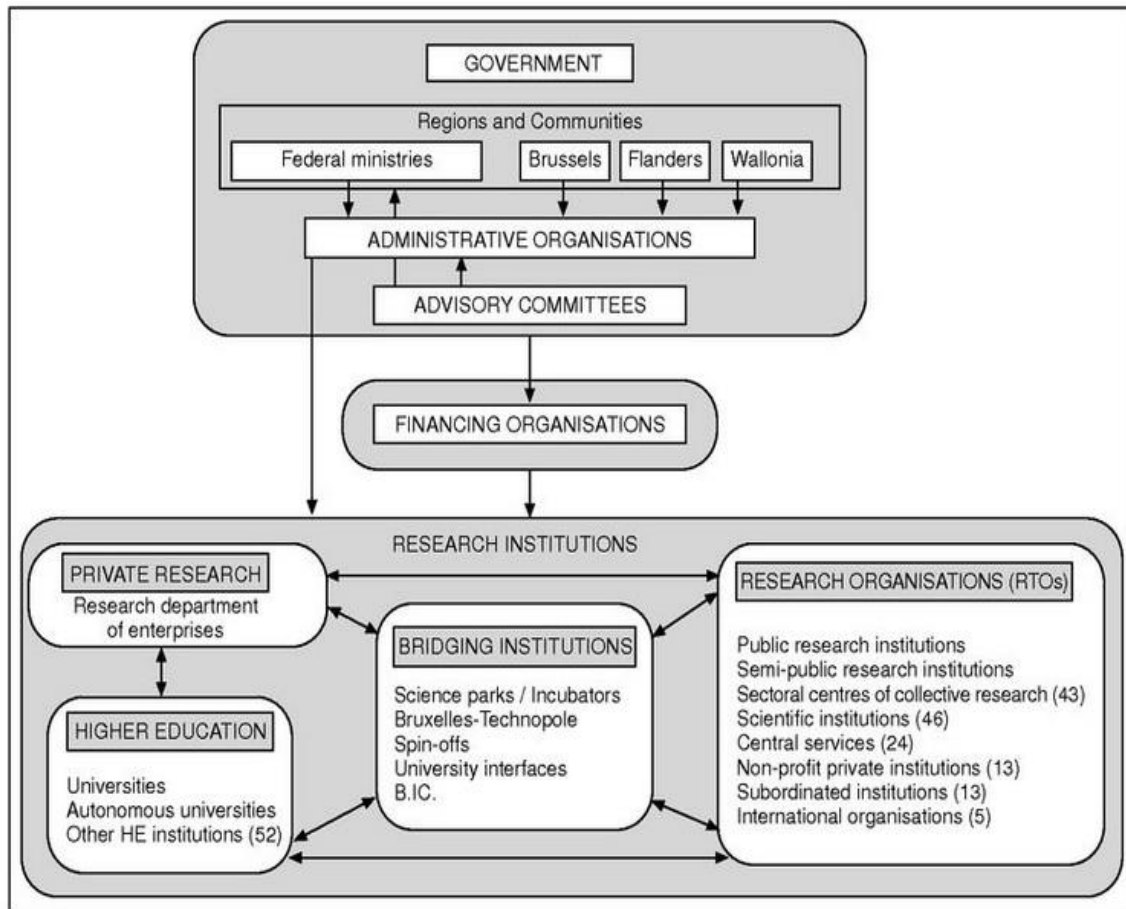 GOVERNMENT
Regions and Communities
Federal ministries
Brussels
Flanders
Wallonia
ADMINISTRATIVE ORGANISATIONS
ADVISORY COMMITTEES
FINANCING ORGANISATIONS
RESEARCH INSTITUTIONS
PRIVATE RESEARCH
Research department
of enterprises
HIGHER EDUCATION
Universities
Autonomous universities
Other HE institutions (52)
BRIDGING INSTITUTIONS
Science parks / Incubators
Bruxelles-Technopole
Spin-offs
University interfaces
B.IC.
RESEARCH ORGANISATIONS (RTOs)
Public research institutions
Semi-public research institutions
Sectoral centres of collective research (43)
Scientific institutions (46)
Central services (24)
Non-profit private institutions (13)
Subordinated institutions (13)
International organisations (5)